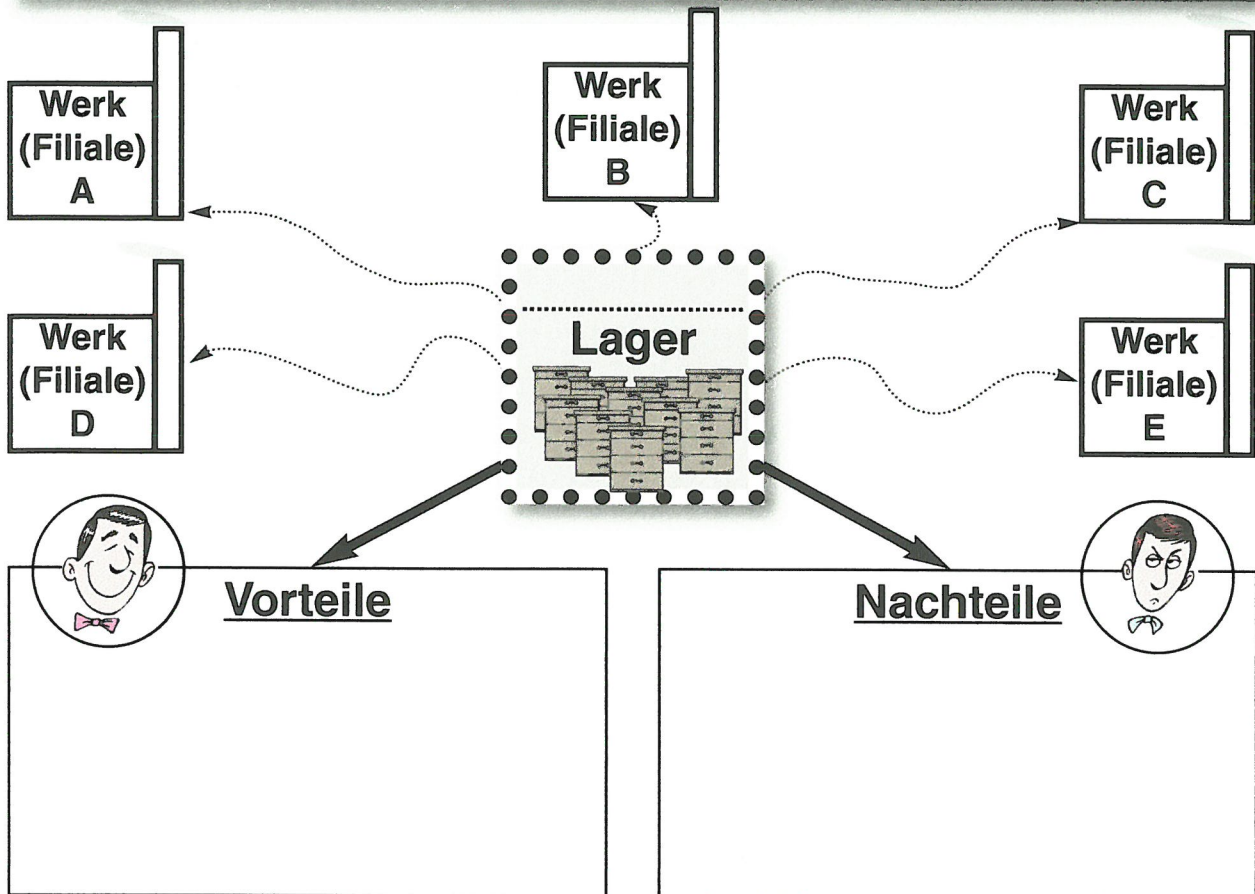 Werk
(Filiale)
A
Werk
(Filiale)
B
Werk
(Filiale)
C
Lager
Werk
(Filiale)
D
Werk
(Filiale)
E
Vorteile
Nachteile